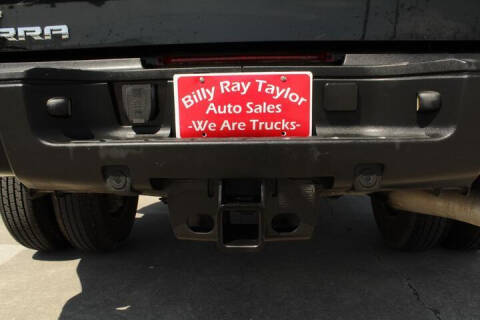 RRA
Billy Ray Taylor
Auto Sales
-We Are Trucks-